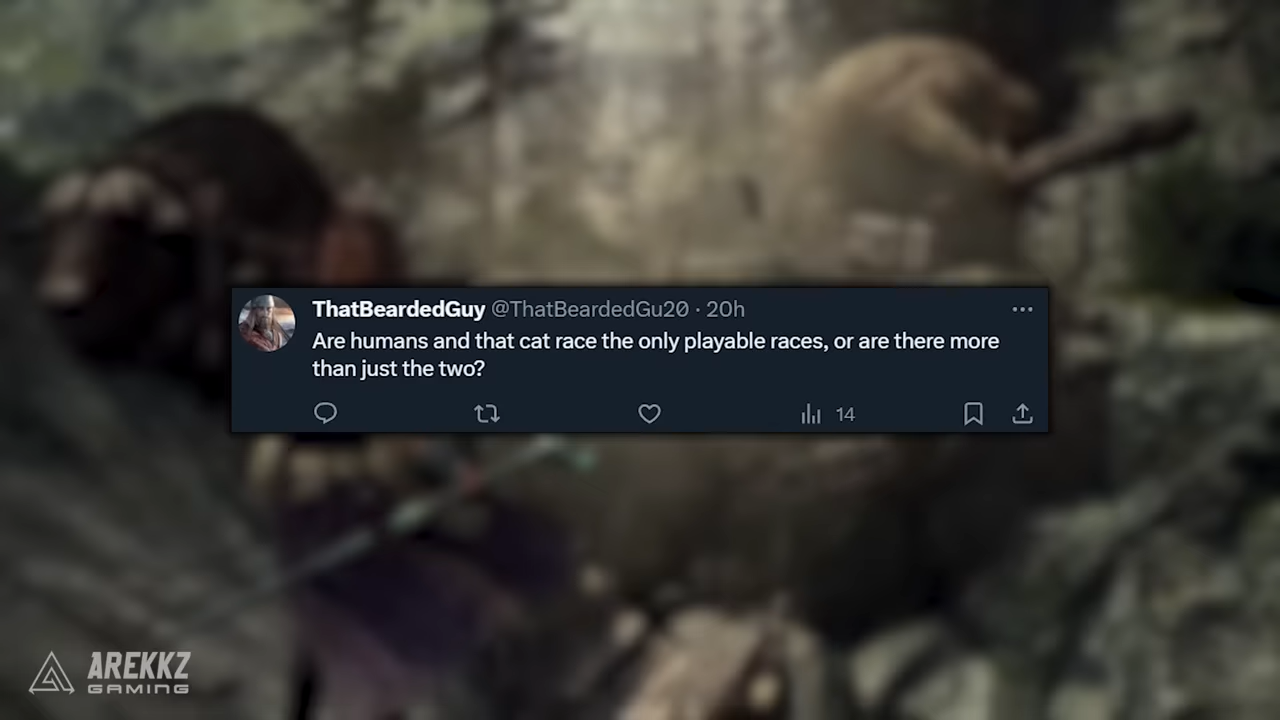 ThatBeardedGuy @ThatBeardedGu20 · 20h
Are humans and that cat race the only playable races, or are there more
than just the two?
14
AREKKZ
GAMING